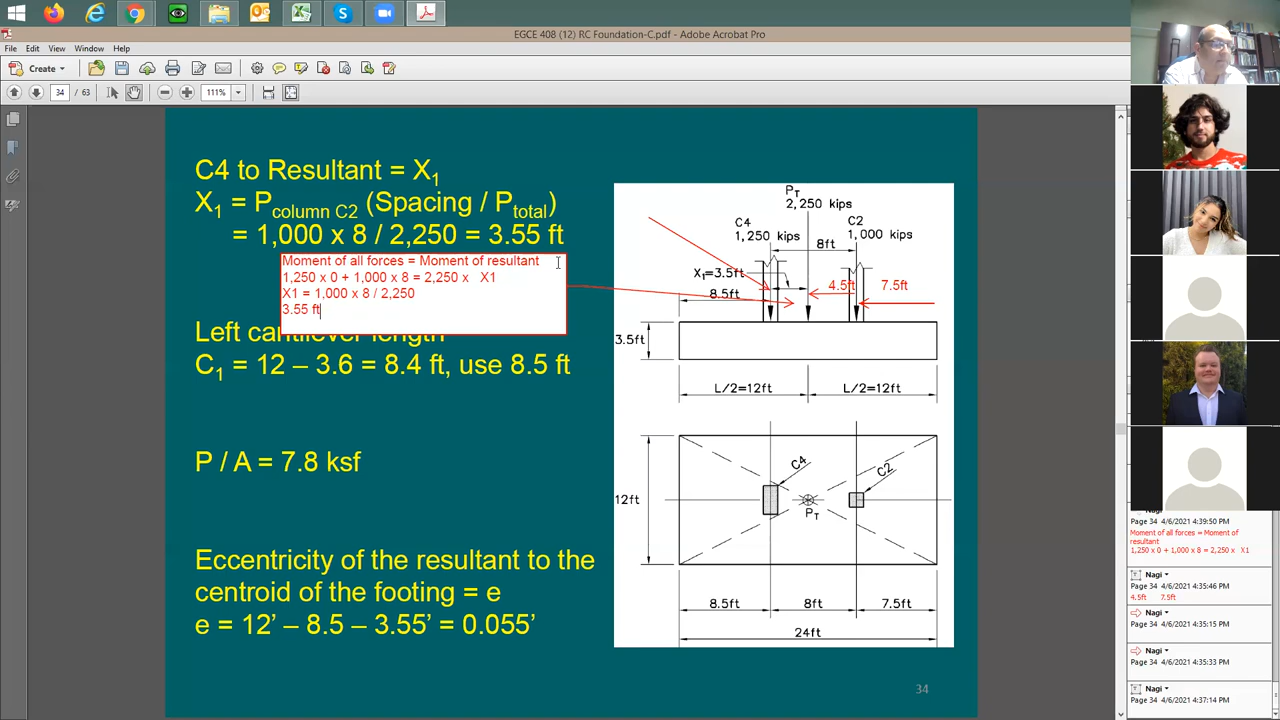 EGCE 408 (12) RC Foundation-C.pdf - Adobe Acrobat Pro
File Edit View Window Help
Create
34 / 63
111%
C4 to Resultant = X1
X1 = Pcolumn C2 (Spacing / Ptotal)
= 1,000 x 8 / 2,250 = 3.55 ft
Moment of all forces = Moment of resultant
1,250 x 0 + 1,000 x 8 = 2,250 x X1
X1 = 1,000 x 8 / 2,250
3.55 ft
Left cantilever length
C1 = 12 – 3.6 = 8.4 ft, use 8.5 ft
P / A = 7.8 ksf
Eccentricity of the resultant to the
centroid of the footing = e
e = 12’ – 8.5 – 3.55’ = 0.055’
PT
2,250 kips
C4
1,250 kips
C2
1,000 kips
8ft
X1=3.5ft
8.5ft
4.5ft
7.5ft
3.5ft
L/2=12ft
L/2=12ft
C4
C2
12ft
PT
8.5ft
8ft
7.5ft
24ft
34
Nagi
Page 34 4/6/2021 4:39:50 PM
Moment of all forces = Moment of
resultant
1,250 x 0 + 1,000 x 8 = 2,250 x X1
Nagi
Page 34 4/6/2021 4:35:46 PM
4.5ft 7.5ft
Nagi
Page 34 4/6/2021 4:35:15 PM
Nagi
Page 34 4/6/2021 4:35:33 PM
Nagi
Page 34 4/6/2021 4:37:14 PM